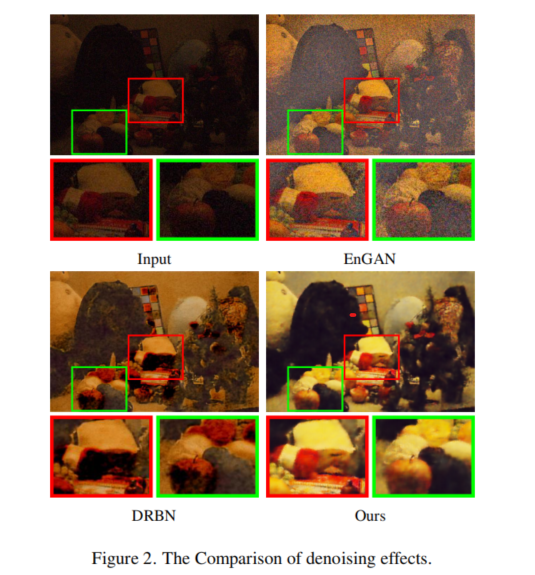 Input
EnGAN
DRBN
Ours
Figure 2. The Comparison of denoising effects.